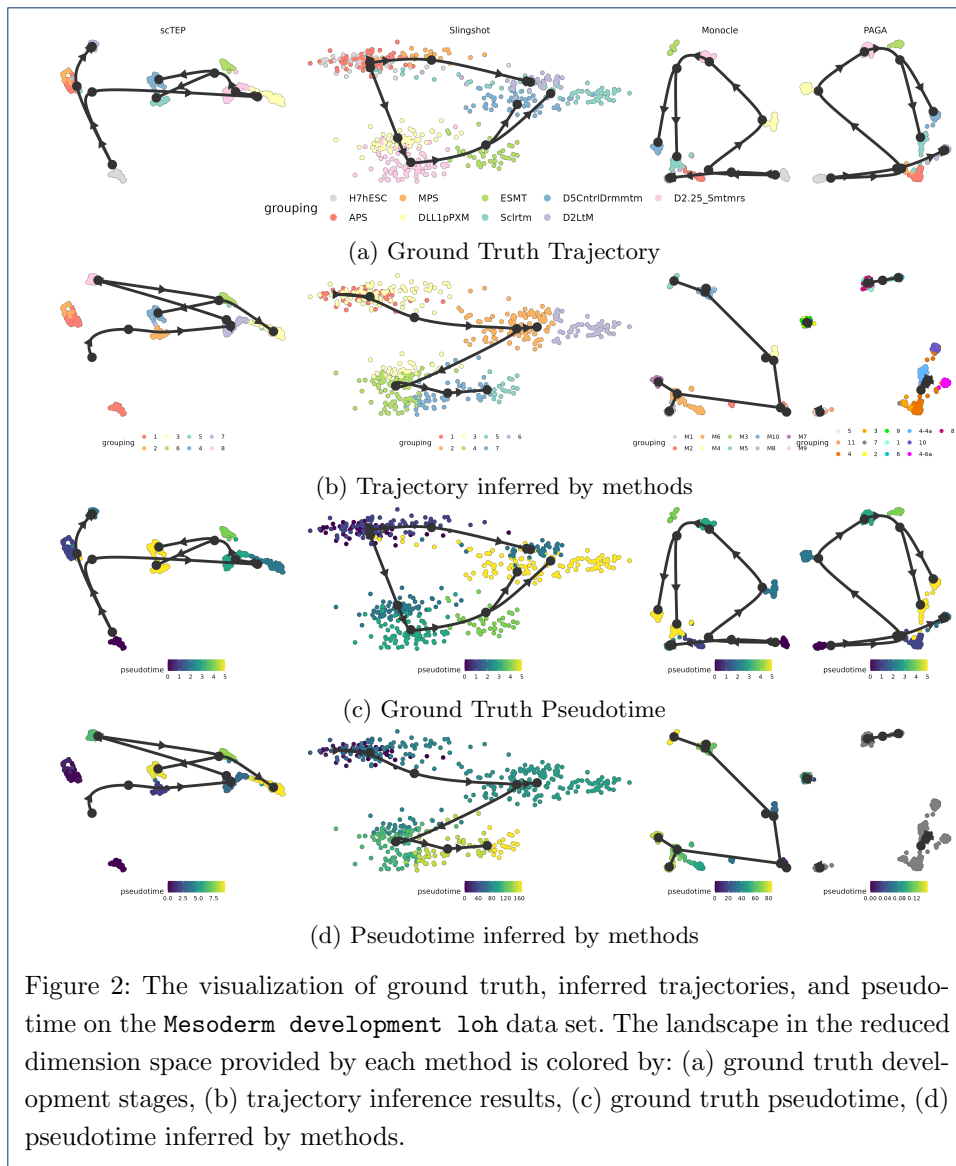 scTEP Slingshot Monocle PAGA
grouping H7hESC MPS ESMT D5CntrlDrmmtm D2.25_Smtmrs
APS DLL1pPXM Sclrtm D2LtM
(a) Ground Truth Trajectory
grouping 1 3 5 7
2 6 4 8
grouping 1 3 5 6
2 4 7
grouping M1 M6 M3 M10 M7
M2 M4 M5 M8 M9
grouping 5 3 9 4-4a 8
11 7 1 10
4 2 6 4-6a
(b) Trajectory inferred by methods
pseudotime 0 1 2 3 4 5
pseudotime 0 1 2 3 4 5
pseudotime 0 1 2 3 4 5
pseudotime 0 1 2 3 4 5
(c) Ground Truth Pseudotime
pseudotime 0.0 2.5 5.0 7.5
pseudotime 0 40 80 120 160
pseudotime 0 20 40 60 80
pseudotime 0.00 0.04 0.08 0.12
(d) Pseudotime inferred by methods
Figure 2: The visualization of ground truth, inferred trajectories, and pseudo-
time on the Mesoderm development loh data set. The landscape in the reduced
dimension space provided by each method is colored by: (a) ground truth devel-
opment stages, (b) trajectory inference results, (c) ground truth pseudotime, (d)
pseudotime inferred by methods.